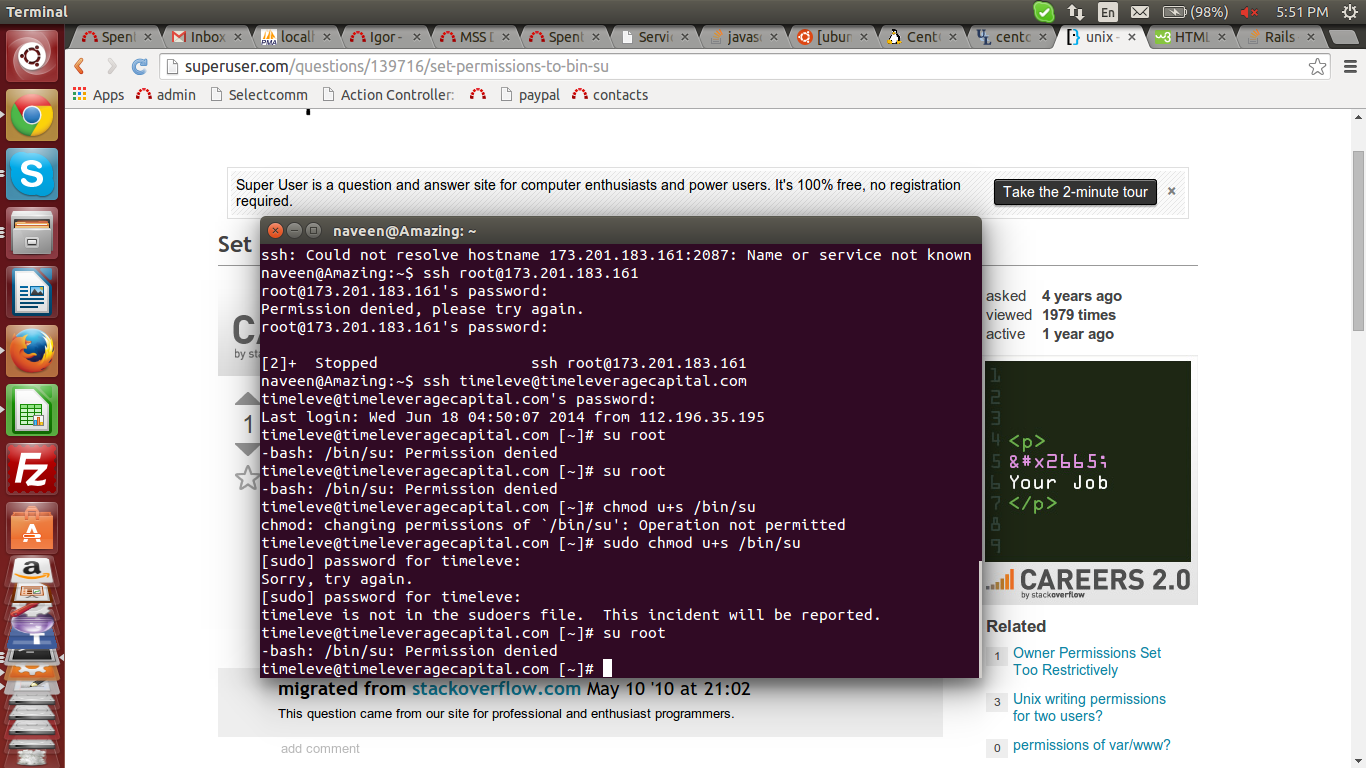 Terminal
En
(98%)
5:51 PM
Spent
Inbox
locall
Igor -
MSS D
Spent
Servic
javasc
[ubun
Cento
cento
unix -
HTML
Rails
superuser.com/questions/139716/set-permissions-to-bin-su
Apps
admin
Selectcomm
Action Controller:
paypal
contacts
Super User is a question and answer site for computer enthusiasts and power users. It's 100% free, no registration
required.
Take the 2-minute tour
×
Set
naveen@Amazing: ~
ssh: Could not resolve hostname 173.201.183.161:2087: Name or service not known
naveen@Amazing:~$ ssh root@173.201.183.161
root@173.201.183.161's password:
Permission denied, please try again.
root@173.201.183.161's password:
[2]+  Stopped                 ssh root@173.201.183.161
naveen@Amazing:~$ ssh timeleve@timeleveragecapital.com
timeleve@timeleveragecapital.com's password:
Last login: Wed Jun 18 04:50:07 2014 from 112.196.35.195
timeleve@timeleveragecapital.com [~]# su root
-bash: /bin/su: Permission denied
timeleve@timeleveragecapital.com [~]# su root
-bash: /bin/su: Permission denied
timeleve@timeleveragecapital.com [~]# chmod u+s /bin/su
chmod: changing permissions of `/bin/su': Operation not permitted
timeleve@timeleveragecapital.com [~]# sudo chmod u+s /bin/su
[sudo] password for timeleve:
Sorry, try again.
[sudo] password for timeleve:
timeleve is not in the sudoers file.  This incident will be reported.
timeleve@timeleveragecapital.com [~]# su root
-bash: /bin/su: Permission denied
timeleve@timeleveragecapital.com [~]#
CA
by stac
1
migrated from stackoverflow.com May 10 '10 at 21:02
This question came from our site for professional and enthusiast programmers.
add comment
asked 4 years ago
viewed 1979 times
active 1 year ago
1
2
3
4 <p>
5 &#x2665;
6 Your Job
7 </p>
8
9
CAREERS 2.0
by stackoverflow
Related
1 Owner Permissions Set
Too Restrictively
3 Unix writing permissions
for two users?
0 permissions of var/www?